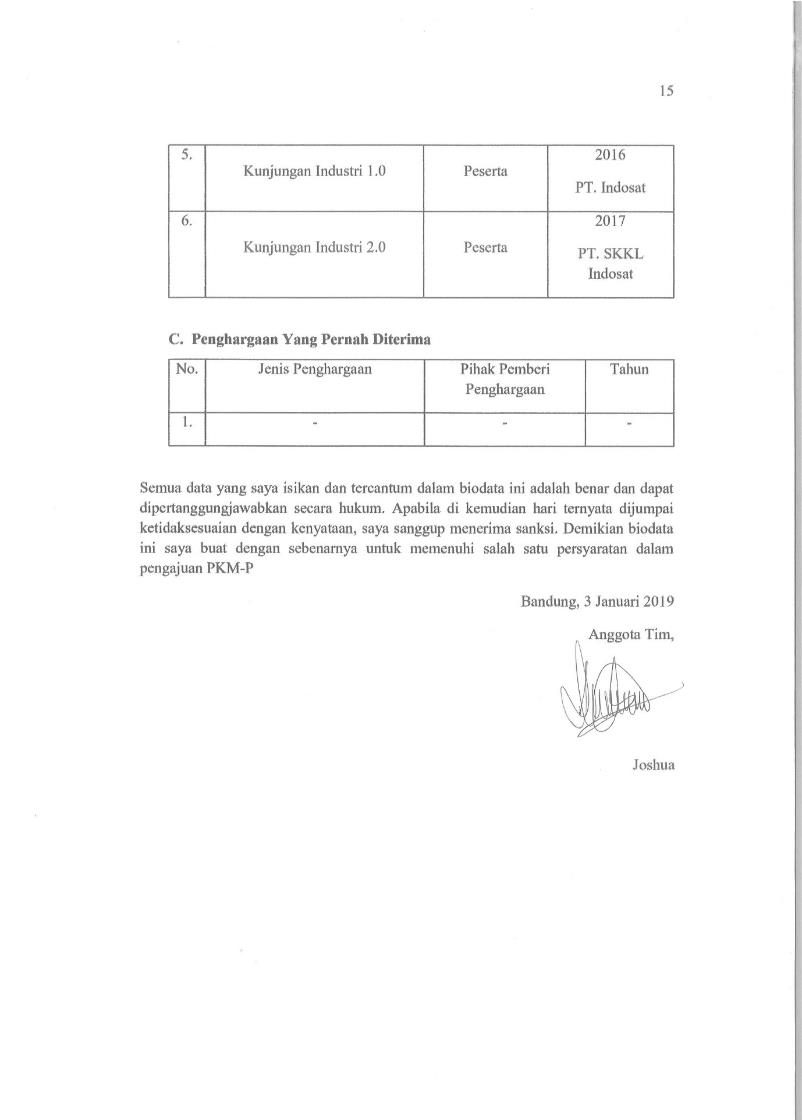 15
5.
Kunjungan Industri 1.0
Peserta
2016
PT. Indosat
6.
Kunjungan Industri 2.0
Peserta
2017
PT. SKKL
Indosat
C. Penghargaan Yang Pernah Diterima
No.
Jenis Penghargaan
Pihak Pemberi
Penghargaan
Tahun
1.
-
-
-
Semua data yang saya isikan dan tercantum dalam biodata ini adalah benar dan dapat
dipertanggungjawabkan secara hukum. Apabila di kemudian hari ternyata dijumpai
ketidaksesuaian dengan kenyataan, saya sanggup menerima sanksi. Demikian biodata
ini saya buat dengan sebenarnya untuk memenuhi salah satu persyaratan dalam
pengajuan PKM-P
Bandung, 3 Januari 2019
Anggota Tim,
Joshua